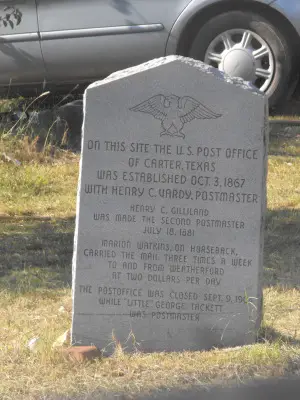 ON THIS SITE THE U.S. POST OFFICE
OF CARTER, TEXAS
WAS ESTABLISHED OCT. 3, 1867
WITH HENRY C. VARDY, POSTMASTER
HENRY C. GILLILAND
WAS MADE THE SECOND POSTMASTER
JULY 18, 1881
MARION WATKINS, ON HORSEBACK,
CARRIED THE MAIL THREE TIMES A WEEK
TO AND FROM WEATHERFORD
AT TWO DOLLARS PER DAY
THE POSTOFFICE WAS CLOSED SEPT. 9,
WHILE "LITTLE" GEORGE TACKETT
WAS POSTMASTER